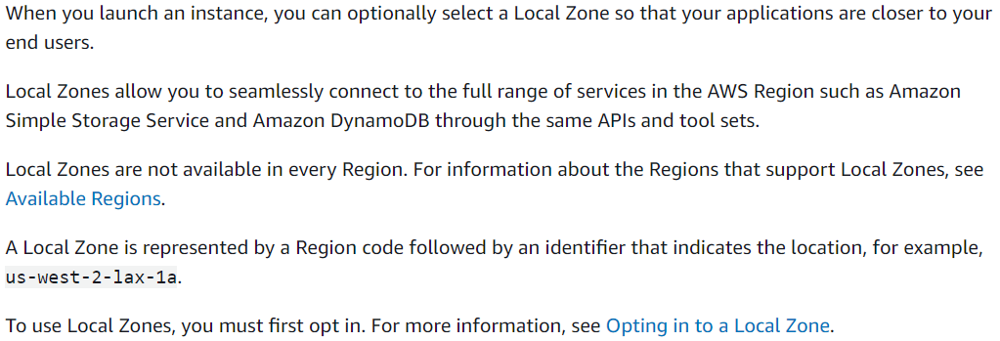 When you launch an instance, you can optionally select a Local Zone so that your applications are closer to your
end users.
Local Zones allow you to seamlessly connect to the full range of services in the AWS Region such as Amazon
Simple Storage Service and Amazon DynamoDB through the same APIs and tool sets.
Local Zones are not available in every Region. For information about the Regions that support Local Zones, see
Available Regions.
A Local Zone is represented by a Region code followed by an identifier that indicates the location, for example,
us-west-2-lax-1a.
To use Local Zones, you must first opt in. For more information, see Opting in to a Local Zone.